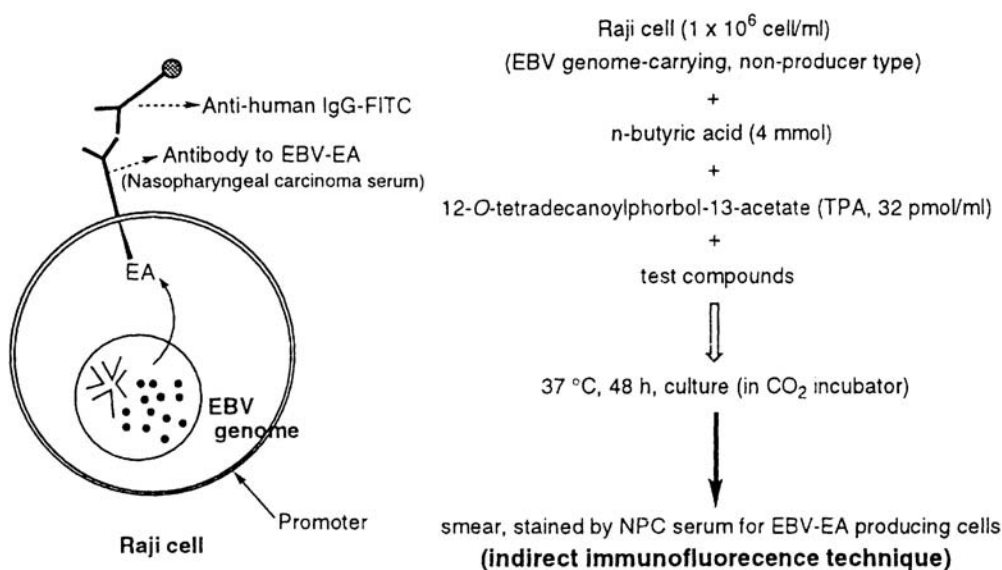 Anti-human IgG-FITC
Antibody to EBV-EA
(Nasopharyngeal carcinoma serum)
EA
EBV
genome
Promoter
Raji cell
Raji cell (1 x 10⁶ cell/ml)
(EBV genome-carrying, non-producer type)
+
n-butyric acid (4 mmol)
+
12-O-tetradecanoylphorbol-13-acetate (TPA, 32 pmol/ml)
+
test compounds
37 °C, 48 h, culture (in CO₂ incubator)
smear, stained by NPC serum for EBV-EA producing cells
(indirect immunofluorecence technique)